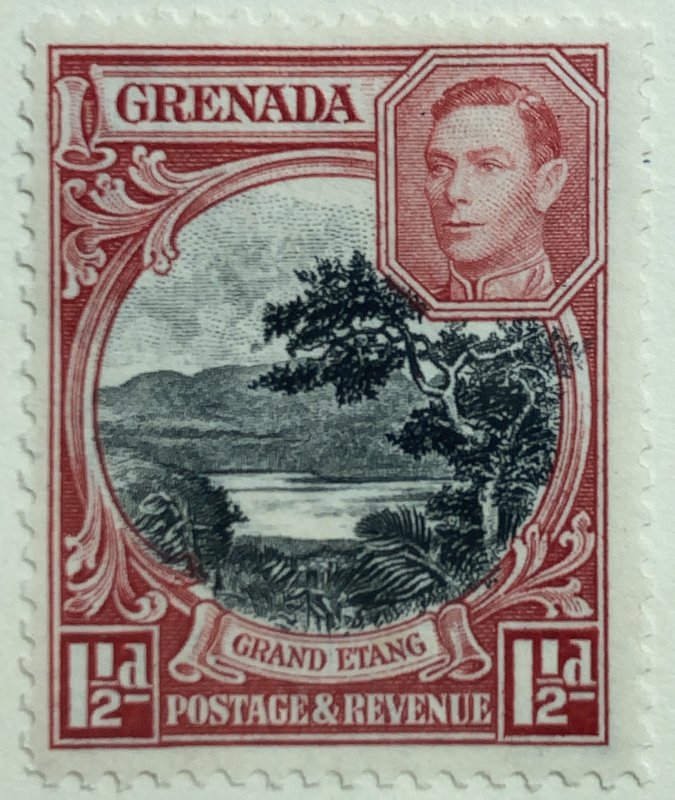 GRENADA
GRAND ETANG
1½d
POSTAGE & REVENUE
1½d